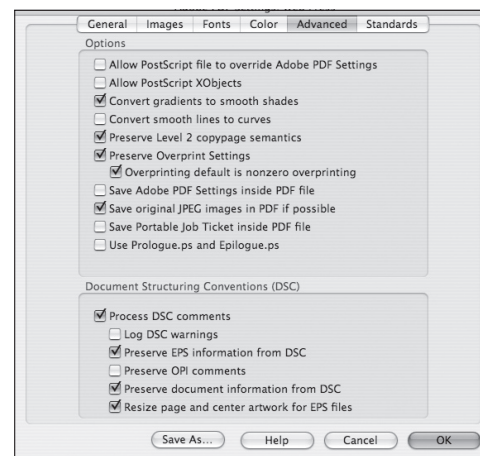 General Images Fonts Color Advanced Standards
Options
Allow PostScript file to override Adobe PDF Settings
Allow PostScript XObjects
Convert gradients to smooth shades
Convert smooth lines to curves
Preserve Level 2 copypage semantics
Preserve Overprint Settings
Overprinting default is nonzero overprinting
Save Adobe PDF Settings inside PDF file
Save original JPEG images in PDF if possible
Save Portable Job Ticket inside PDF file
Use Prologue.ps and Epilogue.ps
Document Structuring Conventions (DSC)
Process DSC comments
Log DSC warnings
Preserve EPS information from DSC
Preserve OPI comments
Preserve document information from DSC
Resize page and center artwork for EPS files
Save As... Help Cancel OK